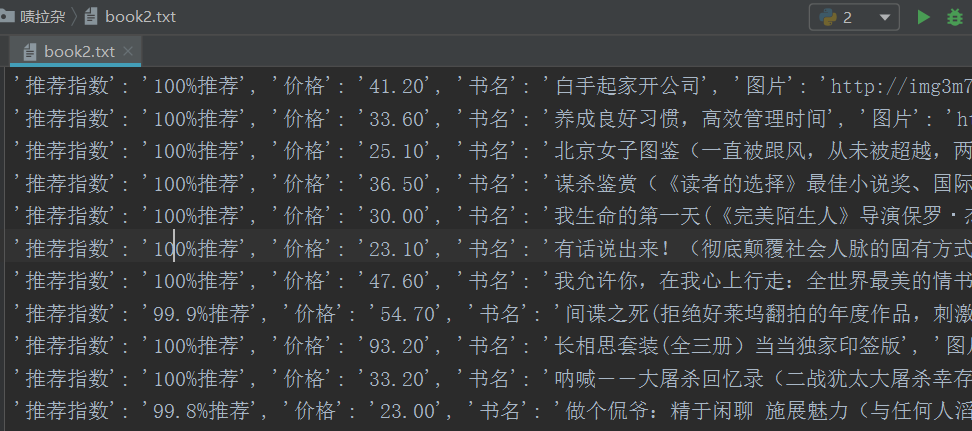 啧拉杂 book2.txt 2
book2.txt
'推荐指数': '100%推荐', '价格': '41.20', '书名': '白手起家开公司', '图片': 'http://img3m7
'推荐指数': '100%推荐', '价格': '33.60', '书名': '养成良好习惯，高效管理时间', '图片': 'h
'推荐指数': '100%推荐', '价格': '25.10', '书名': '北京女子图鉴（一直被跟风，从未被超越，两
'推荐指数': '100%推荐', '价格': '36.50', '书名': '谋杀鉴赏（《读者的选择》最佳小说奖、国际
'推荐指数': '100%推荐', '价格': '30.00', '书名': '我生命的第一天(《完美陌生人》导演保罗·杰
'推荐指数': '100%推荐', '价格': '23.10', '书名': '有话说出来！（彻底颠覆社会人脉的固有方式
'推荐指数': '100%推荐', '价格': '47.60', '书名': '我允许你，在我心上行走：全世界最美的情书
'推荐指数': '99.9%推荐', '价格': '54.70', '书名': '间谍之死(拒绝好莱坞翻拍的年度作品，刺激
'推荐指数': '100%推荐', '价格': '93.20', '书名': '长相思套装(全三册）当当独家印签版', '图片
'推荐指数': '100%推荐', '价格': '33.20', '书名': '呐喊－－大屠杀回忆录（二战犹太大屠杀幸存
'推荐指数': '99.8%推荐', '价格': '23.00', '书名': '做个侃爷：精于闲聊 施展魅力（与任何人滔